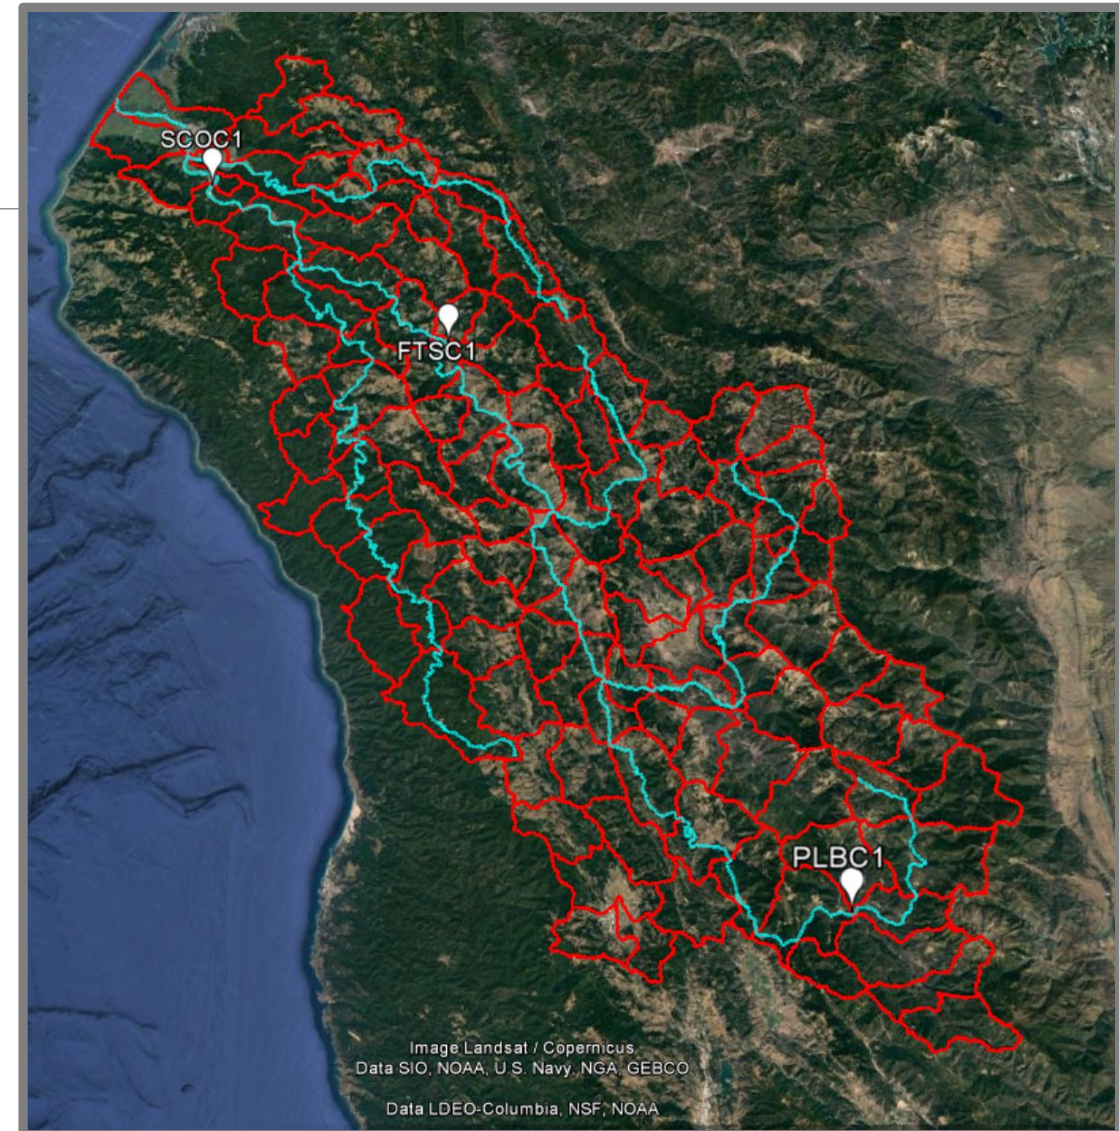 SCOC1
FTSC1
PLBC1
Image Landsat / Copernicus
Data SIO, NOAA, U.S. Navy, NGA, GEBCO
Data LDEO-Columbia, NSF, NOAA